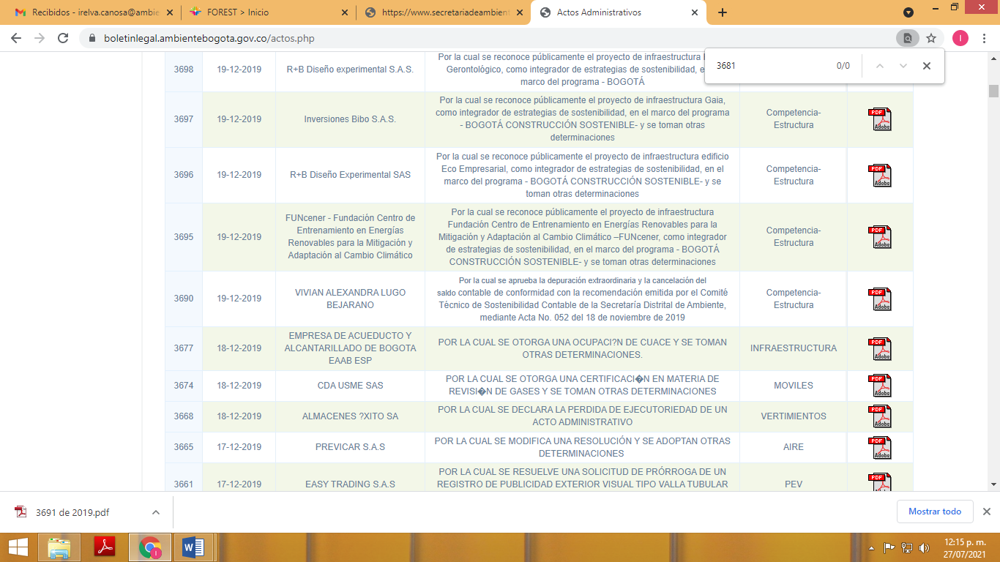 Recibidos - irelva.canosa@ambie
FOREST > Inicio
https://www.secretariadeambient
Actos Administrativos
boletinlegal.ambientebogota.gov.co/actos.php
I
3681 0/0
3698 19-12-2019 R+B Diseño experimental S.A.S.
Por la cual se reconoce públicamente el proyecto de infraestructura
Gerontológico, como integrador de estrategias de sostenibilidad, e
marco del programa - BOGOTÁ
3697 19-12-2019 Inversiones Bibo S.A.S.
Por la cual se reconoce públicamente el proyecto de infraestructura Gaia,
como integrador de estrategias de sostenibilidad, en el marco del programa
- BOGOTÁ CONSTRUCCIÓN SOSTENIBLE- y se toman otras
determinaciones
Competencia-
Estructura
PDF
Adobe
3696 19-12-2019 R+B Diseño Experimental SAS
Por la cual se reconoce públicamente el proyecto de infraestructura edificio
Eco Empresarial, como integrador de estrategias de sostenibilidad, en el
marco del programa - BOGOTÁ CONSTRUCCIÓN SOSTENIBLE- y se
toman otras determinaciones
Competencia-
Estructura
PDF
Adobe
3695 19-12-2019
FUNcener - Fundación Centro de
Entrenamiento en Energías
Renovables para la Mitigación y
Adaptación al Cambio Climático
Por la cual se reconoce públicamente el proyecto de infraestructura
Fundación Centro de Entrenamiento en Energías Renovables para la
Mitigación y Adaptación al Cambio Climático –FUNcener, como integrador
de estrategias de sostenibilidad, en el marco del programa - BOGOTÁ
CONSTRUCCIÓN SOSTENIBLE- y se toman otras determinaciones
Competencia-
Estructura
PDF
Adobe
3690 19-12-2019
VIVIAN ALEXANDRA LUGO
BEJARANO
Por la cual se aprueba la depuración extraordinaria y la cancelación del
saldo contable de conformidad con la recomendación emitida por el Comité
Técnico de Sostenibilidad Contable de la Secretaría Distrital de Ambiente,
mediante Acta No. 052 del 18 de noviembre de 2019
Competencia-
Estructura
PDF
Adobe
3677 18-12-2019
EMPRESA DE ACUEDUCTO Y
ALCANTARILLADO DE BOGOTA
EAAB ESP
POR LA CUAL SE OTORGA UNA OCUPACI?N DE CUACE Y SE TOMAN
OTRAS DETERMINACIONES.
INFRAESTRUCTURA
PDF
Adobe
3674 18-12-2019 CDA USME SAS
POR LA CUAL SE OTORGA UNA CERTIFICACI�N EN MATERIA DE
REVISI�N DE GASES Y SE TOMAN OTRAS DETERMINACIONES
MOVILES
PDF
Adobe
3668 18-12-2019 ALMACENES ?XITO SA
POR LA CUAL SE DECLARA LA PERDIDA DE EJECUTORIEDAD DE UN
ACTO ADMINISTRATIVO
VERTIMIENTOS
PDF
Adobe
3665 17-12-2019 PREVICAR S.A.S
POR LA CUAL SE MODIFICA UNA RESOLUCIÓN Y SE ADOPTAN OTRAS
DETERMINACIONES
AIRE
PDF
Adobe
3661 17-12-2019 EASY TRADING S.A.S
POR LA CUAL SE RESUELVE UNA SOLICITUD DE PRÓRROGA DE UN
REGISTRO DE PUBLICIDAD EXTERIOR VISUAL TIPO VALLA TUBULAR
PEV
PDF
3691 de 2019.pdf
Mostrar todo
12:15 p. m.
27/07/2021